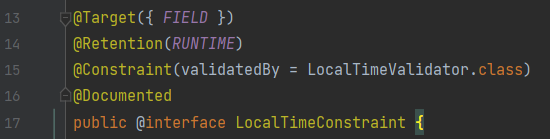 13 @Target({ FIELD })
14 @Retention(RUNTIME)
15 @Constraint(validatedBy = LocalTimeValidator.class)
16 @Documented
17 public @interface LocalTimeConstraint {